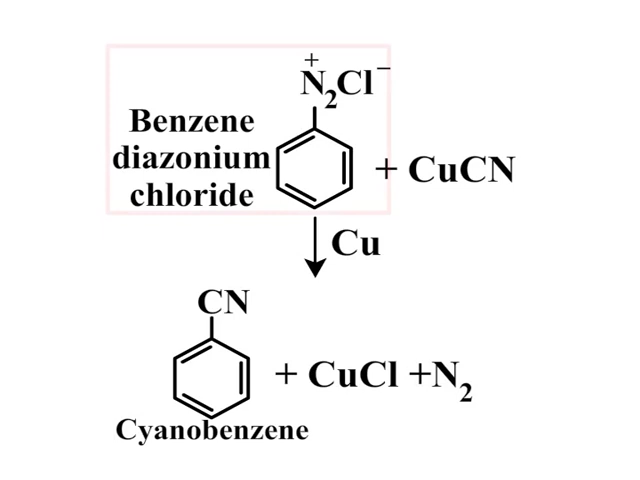 +
N₂Cl⁻
Benzene
diazonium
chloride
+ CuCN
Cu
CN
+ CuCl +N₂
Cyanobenzene